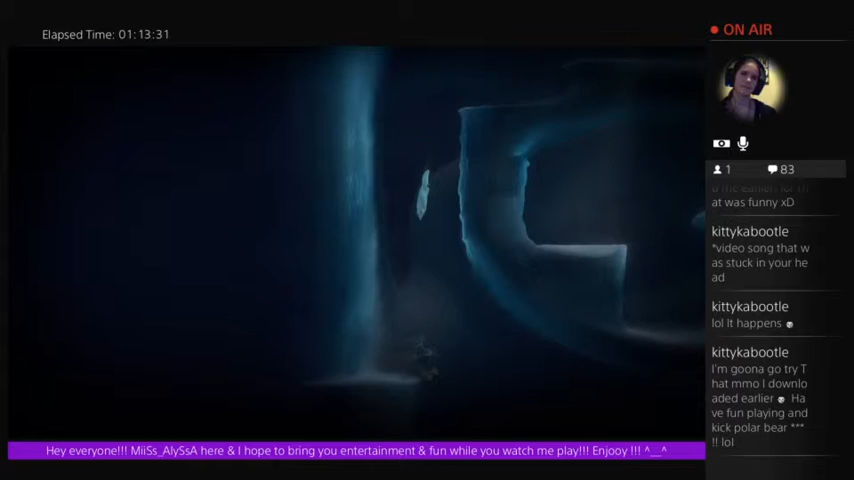 Elapsed Time: 01:13:31
ON AIR
1
83
at was funny xD
kittykabootle
*video song that w
as stuck in your he
ad
kittykabootle
lol It happens
kittykabootle
I'm goona go try T
hat mmo I downlo
aded earlier Ha
ve fun playing and
kick polar bear ***
!! lol
Hey everyone!!! MiiSs_AlySsA here & I hope to bring you entertainment & fun while you watch me play!!! Enjooy !!! ^__^